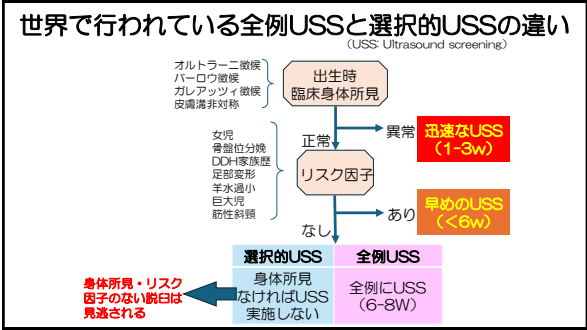 世界で行われている全例USSと選択的USSの違い
(USS: Ultrasound screening)
オルトラーニ徴候
バーロウ徴候
ガレアッツィ徴候
皮膚溝非対称
出生時
臨床身体所見
異常
迅速なUSS
(1-3w)
正常
女児
骨盤位分娩
DDH家族歴
足部変形
羊水過小
巨大児
筋性斜頸
リスク因子
あり
早めのUSS
(<6w)
なし
選択的USS
全例USS
身体所見
なければUSS
実施しない
全例にUSS
(6-8W)
身体所見・リスク
因子のない脱臼は
見逃される